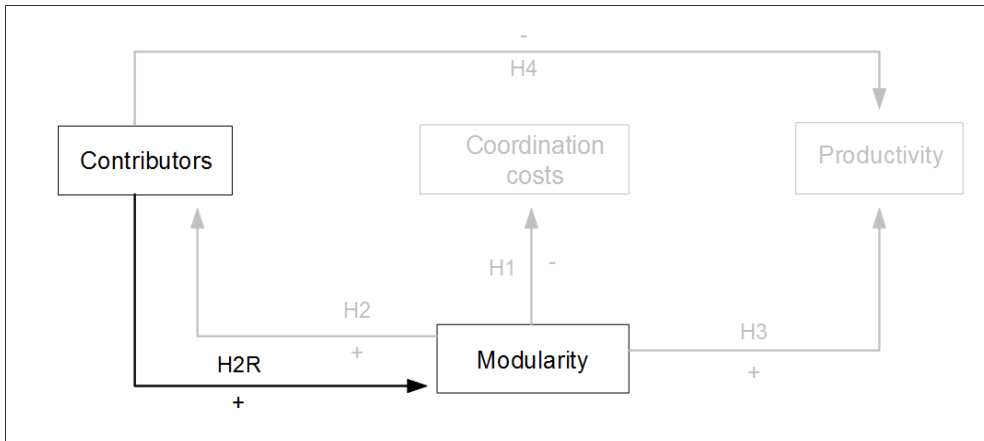 -
H4
Contributors
Coordination
costs
Productivity
H1
-
H2
+
H3
+
Modularity
H2R
+